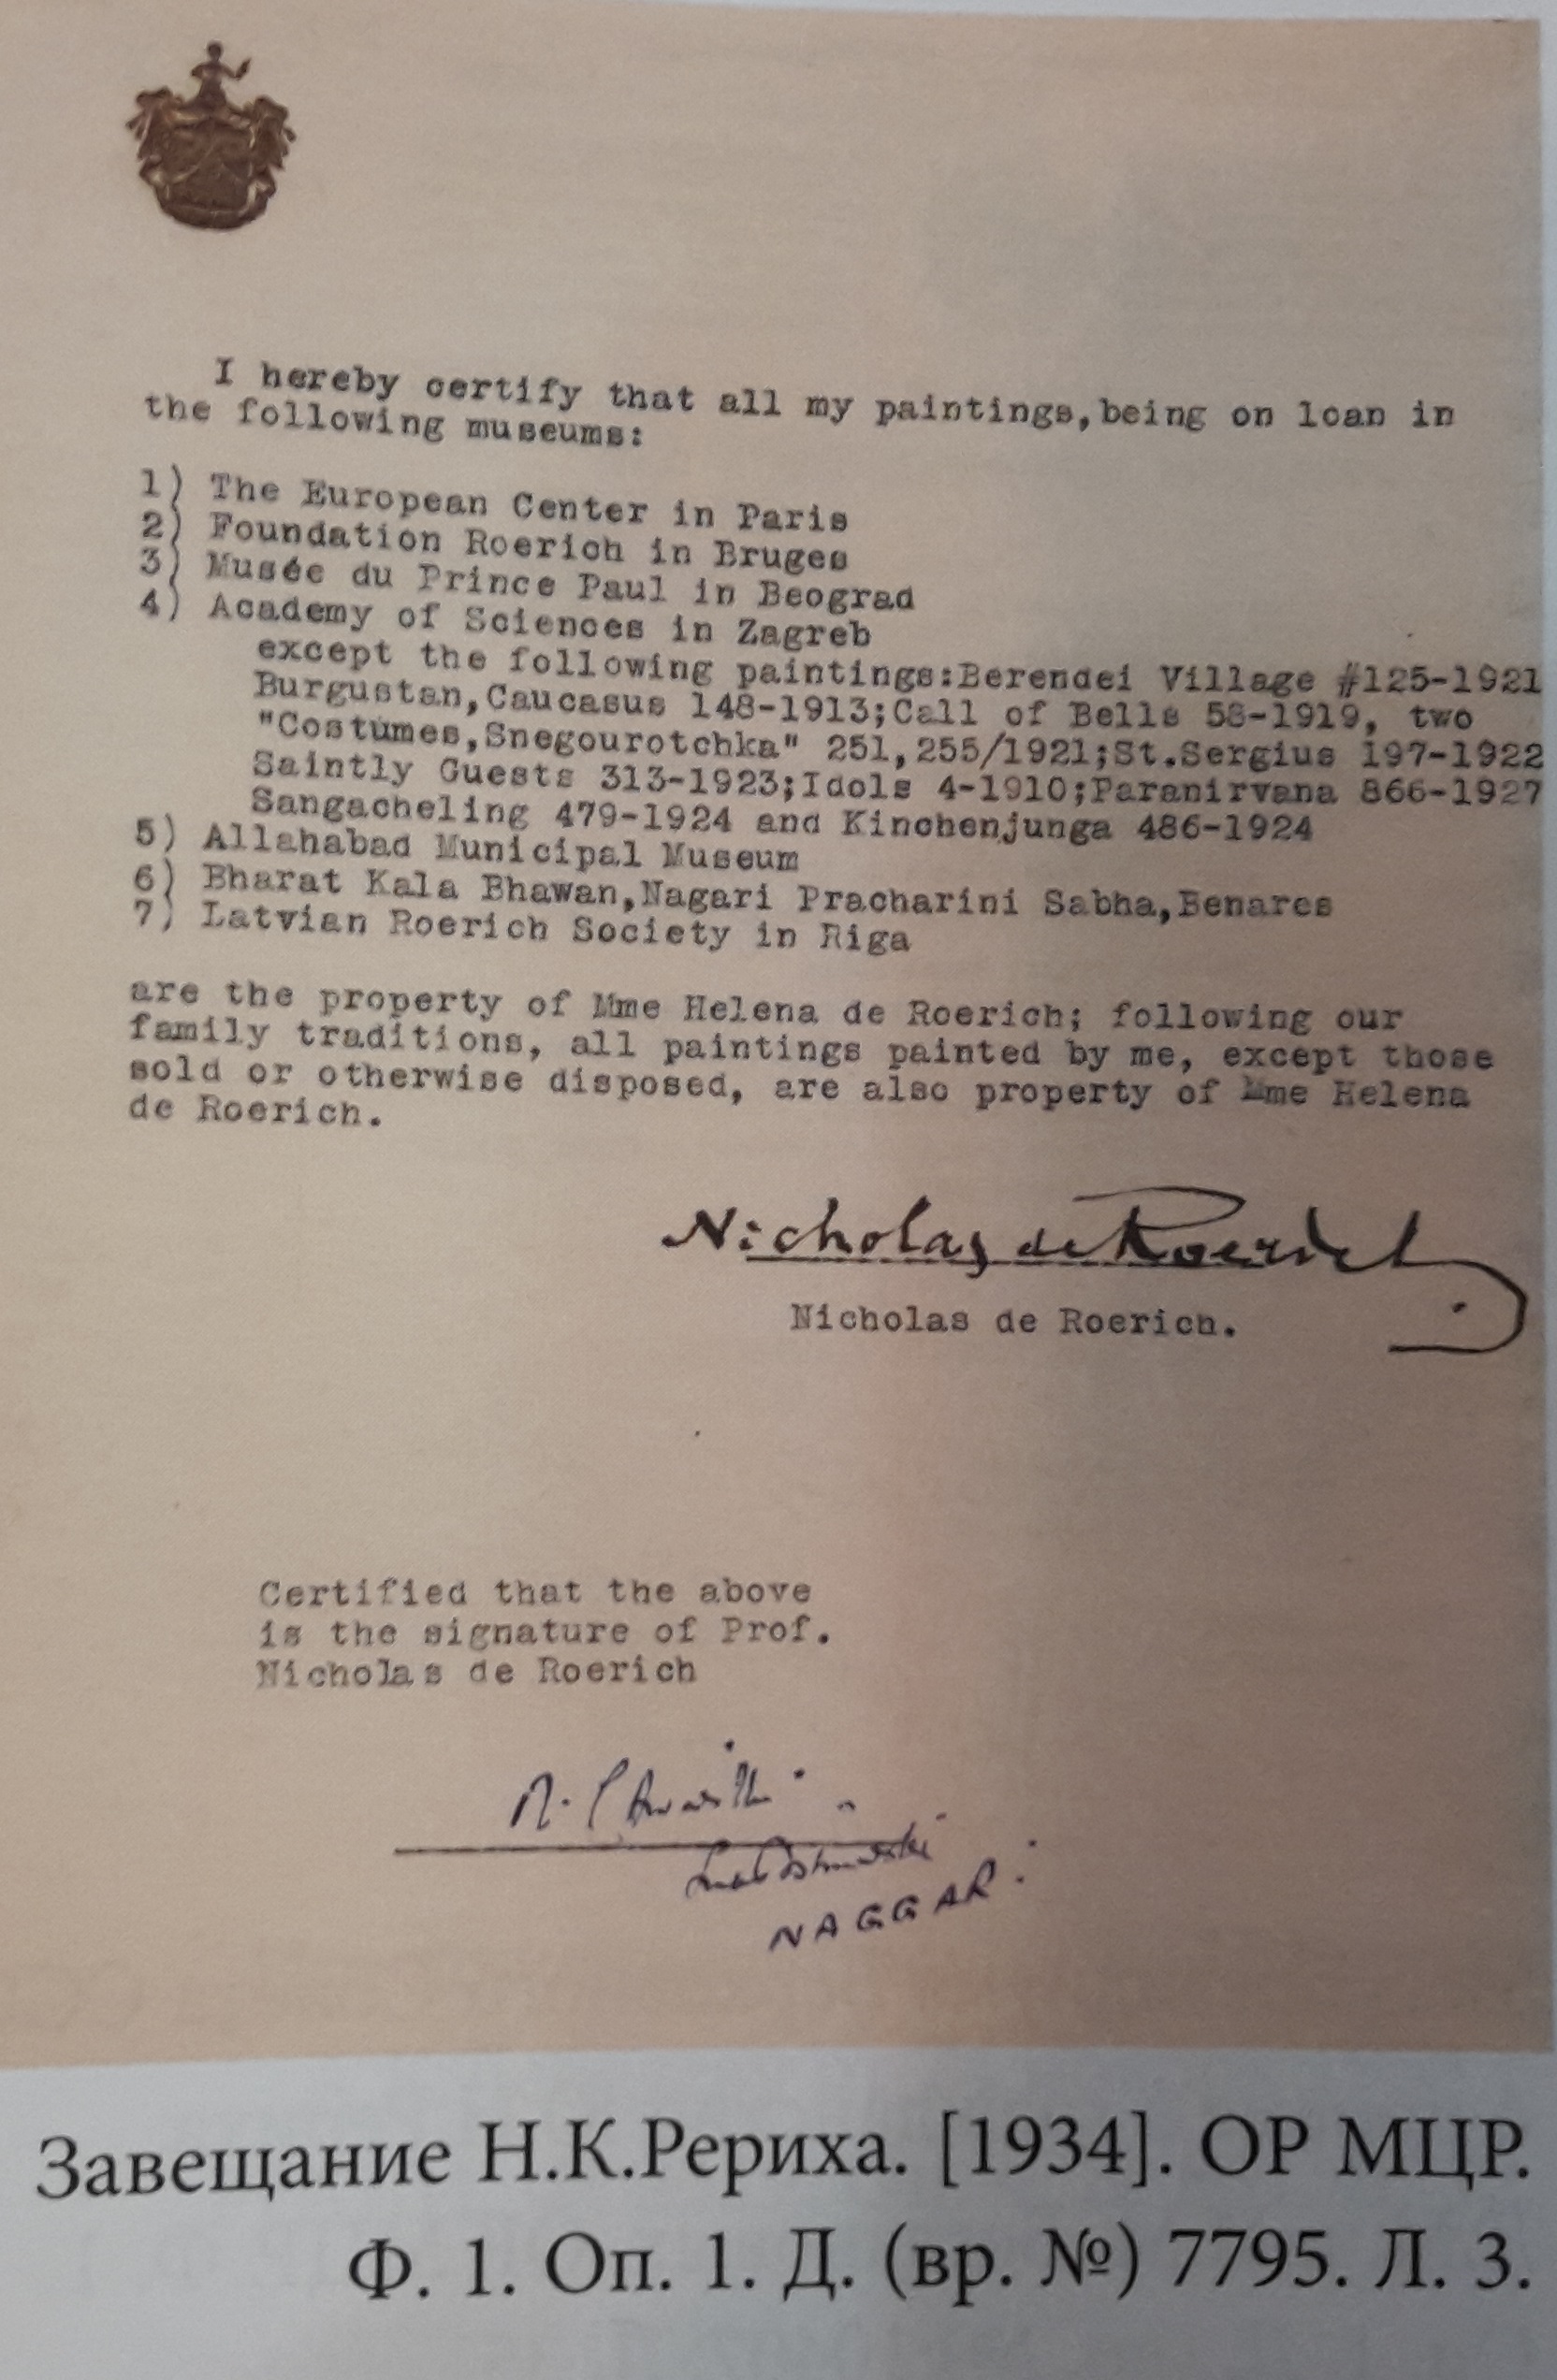 I hereby certify that all my paintings,being on loan in
the following museums:
1) The European Center in Paris
2) Foundation Roerich in Bruges
3) Musée du Prince Paul in Beograd
4) Academy of Sciences in Zagreb
except the following paintings:Berendei Village #125-1921
Burgustan,Caucasus 148-1913;Call of Bells 58-1919, two
"Costumes,Snegourotchka" 251,255/1921;St.Sergius 197-1922
Saintly Guests 313-1923;Idols 4-1910;Paranirvana 866-1927
Sangacheling 479-1924 and Kinchenjunga 486-1924
5) Allahabad Municipal Museum
6) Bharat Kala Bhawan,Nagari Pracharini Sabha,Benares
7) Latvian Roerich Society in Riga
are the property of Mme Helena de Roerich; following our
family traditions, all paintings painted by me, except those
sold or otherwise disposed, are also property of Mme Helena
de Roerich.
Nicholas de Roerich
Nicholas de Roerich.
Certified that the above
is the signature of Prof.
Nicholas de Roerich
NAGGAR.
Завещание Н.К.Рериха. [1934]. ОР МЦР.
Ф. 1. Оп. 1. Д. (вр. №) 7795. Л. 3.